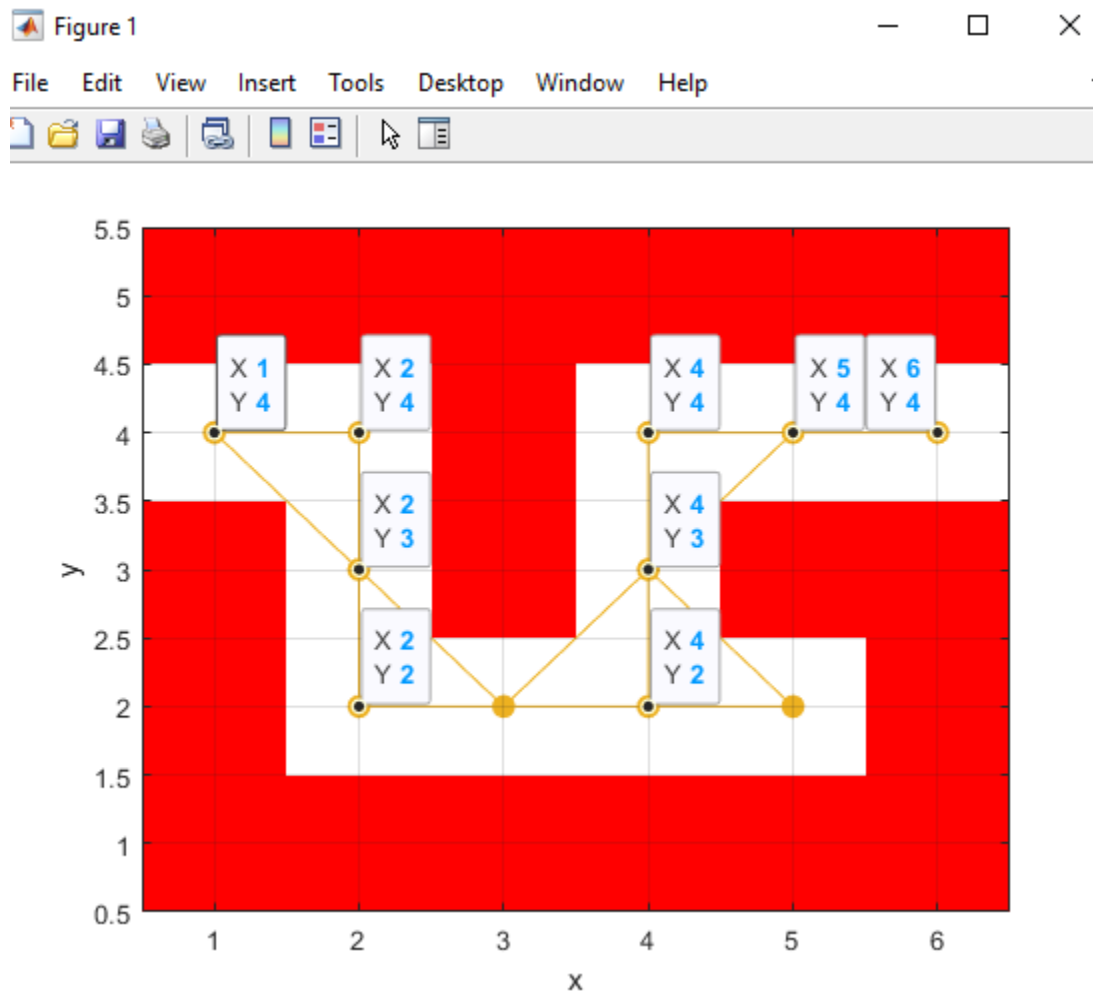 Figure 1
File Edit View Insert Tools Desktop Window Help
5.5
5
4.5
4
3.5
3
2.5
2
1.5
1
0.5
y
X 1
Y 4
X 2
Y 4
X 4
Y 4
X 5
Y 4
X 6
Y 4
X 2
Y 3
X 4
Y 3
X 2
Y 2
X 4
Y 2
1 2 3 4 5 6
x